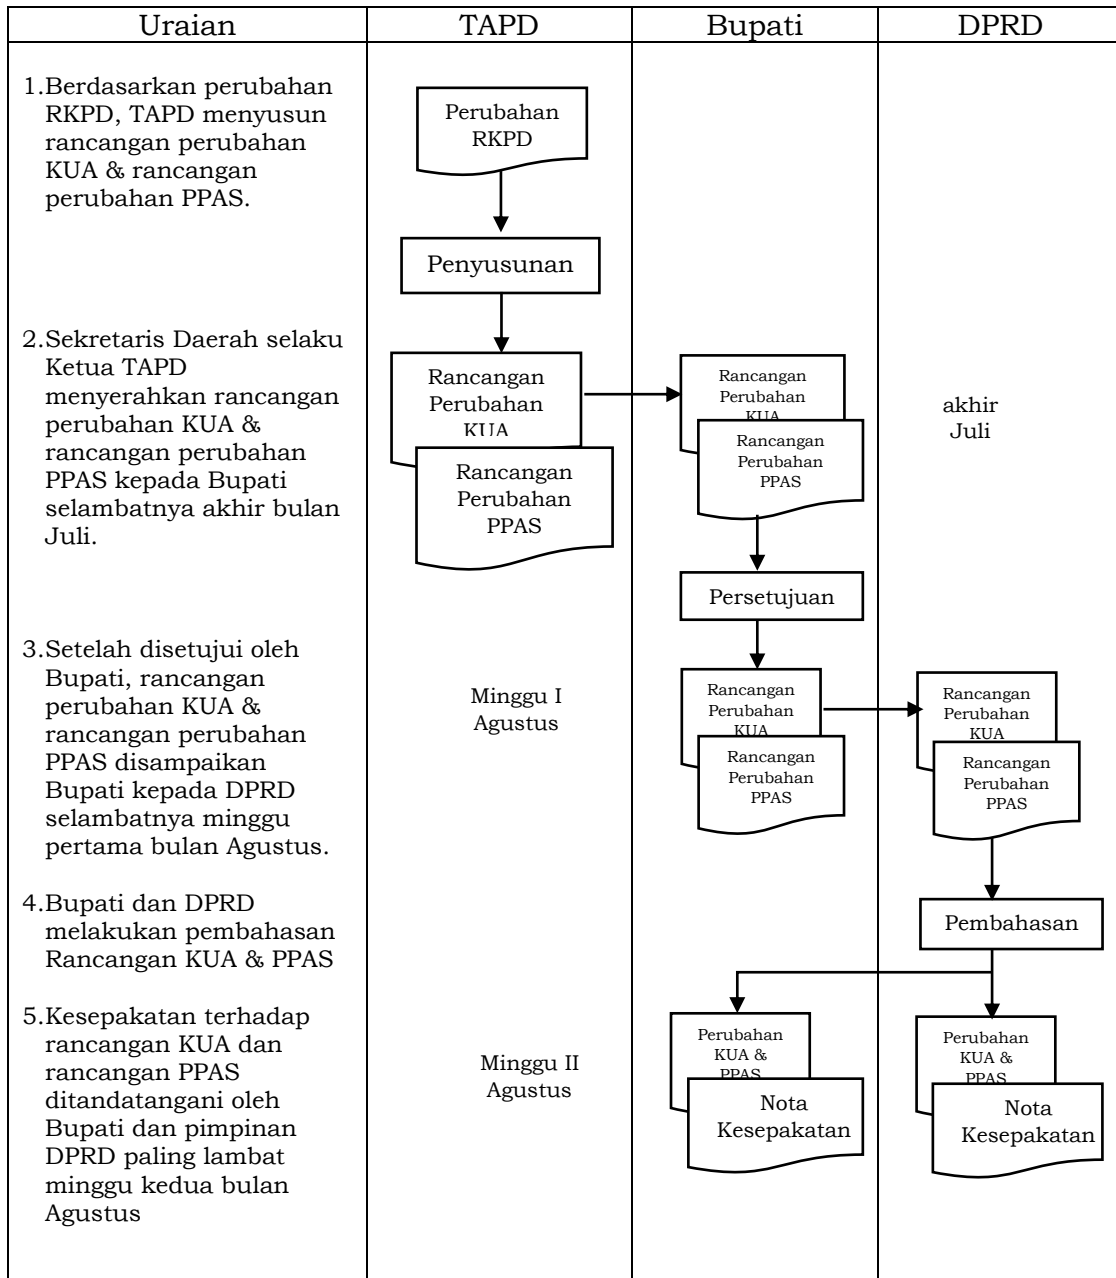 Uraian
TAPD
Bupati
DPRD
1.Berdasarkan perubahan
RKPD, TAPD menyusun
rancangan perubahan
KUA & rancangan
perubahan PPAS.
2.Sekretaris Daerah selaku
Ketua TAPD
menyerahkan rancangan
perubahan KUA &
rancangan perubahan
PPAS kepada Bupati
selambatnya akhir bulan
Juli.
3.Setelah disetujui oleh
Bupati, rancangan
perubahan KUA &
rancangan perubahan
PPAS disampaikan
Bupati kepada DPRD
selambatnya minggu
pertama bulan Agustus.
4.Bupati dan DPRD
melakukan pembahasan
Rancangan KUA & PPAS
5.Kesepakatan terhadap
rancangan KUA dan
rancangan PPAS
ditandatangani oleh
Bupati dan pimpinan
DPRD paling lambat
minggu kedua bulan
Agustus
Perubahan
RKPD
Penyusunan
Rancangan
Perubahan
KUA
Rancangan
Perubahan
PPAS
Minggu I
Agustus
Minggu II
Agustus
Rancangan
Perubahan
KUA
Rancangan
Perubahan
PPAS
Persetujuan
Rancangan
Perubahan
KUA
Rancangan
Perubahan
PPAS
Perubahan
KUA &
PPAS
Nota
Kesepakatan
akhir
Juli
Rancangan
Perubahan
KUA
Rancangan
Perubahan
PPAS
Pembahasan
Perubahan
KUA &
PPAS
Nota
Kesepakatan